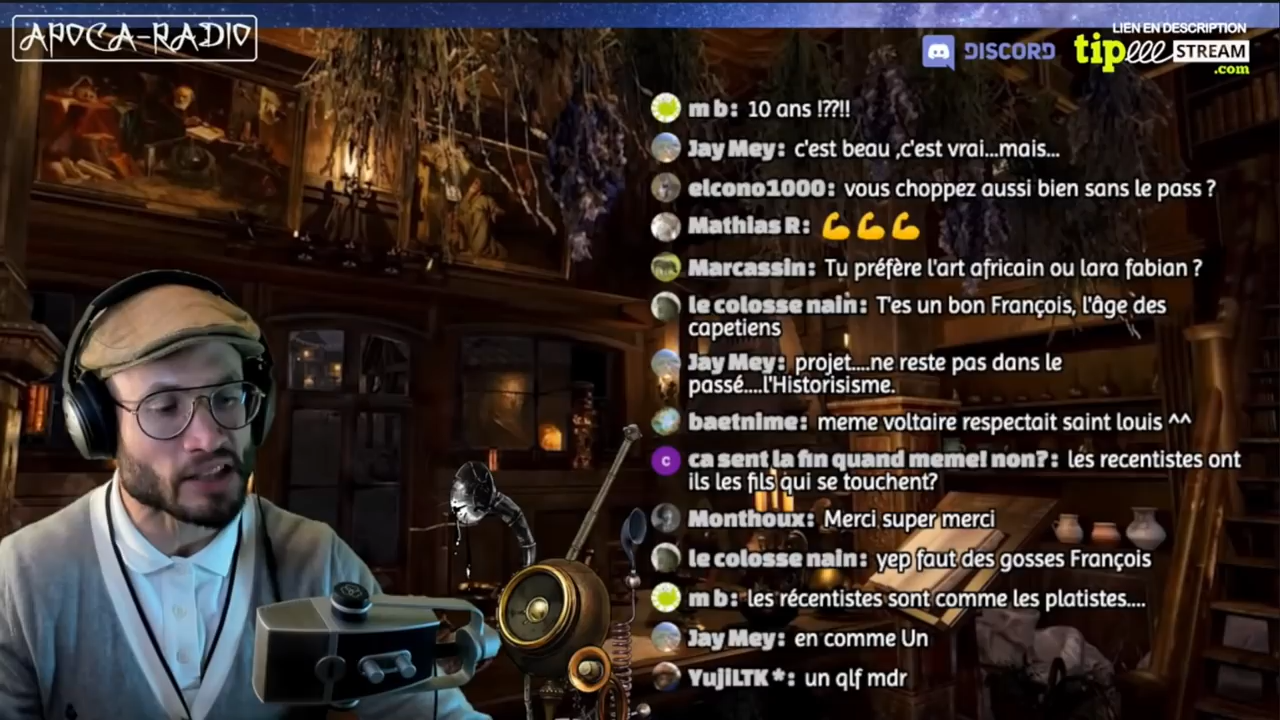 APOCA-RADIO
LIEN EN DESCRIPTION
DISCORD
tipeee STREAM
.com
m b : 10 ans !??!!
Jay Mey : c'est beau ,c'est vrai...mais...
elcono1000 : vous choppez aussi bien sans le pass ?
Mathias R : 💪💪💪
Marcassin : Tu préfère l'art africain ou lara fabian ?
le colosse nain : T'es un bon François, l'âge des
capetiens
Jay Mey : projet....ne reste pas dans le
passé....l'Historisisme.
baetnime : meme voltaire respectait saint louis ^^
c
ca sent la fin quand meme! non? : les recentistes ont
ils les fils qui se touchent?
Monthoux : Merci super merci
le colosse nain : yep faut des gosses François
m b : les récentistes sont comme les platistes....
Jay Mey : en comme Un
YujiLTK * : un qlf mdr